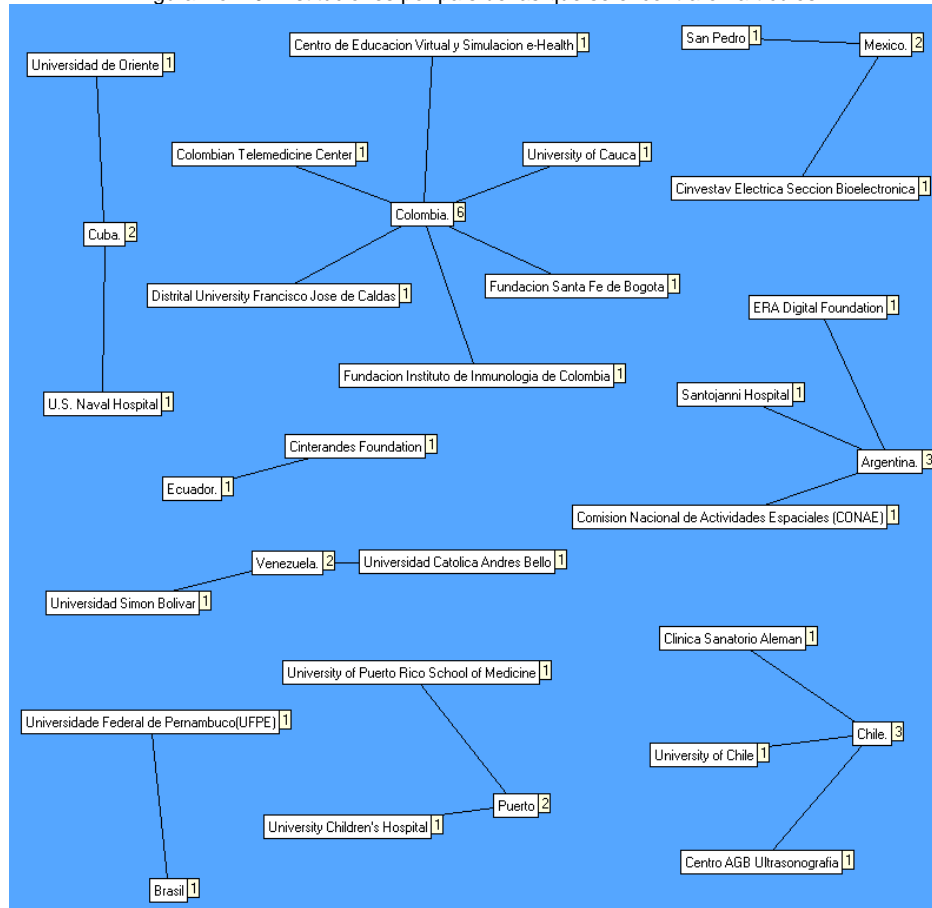 Centro de Educacion Virtual y Simulacion e-Health 1
San Pedro 1
Mexico. 2
Universidad de Oriente 1
Colombian Telemedicine Center 1
University of Cauca 1
Cinvestav Electrica Seccion Bioelectronica 1
Colombia. 6
Cuba. 2
Fundacion Santa Fe de Bogota 1
Distrital University Francisco Jose de Caldas 1
ERA Digital Foundation 1
Fundacion Instituto de Inmunologia de Colombia 1
Santojanni Hospital 1
U.S. Naval Hospital 1
Cinterandes Foundation 1
Argentina. 3
Ecuador. 1
Comision Nacional de Actividades Espaciales (CONAE) 1
Venezuela. 2
Universidad Catolica Andres Bello 1
Universidad Simon Bolivar 1
Clinica Sanatorio Aleman 1
University of Puerto Rico School of Medicine 1
Universidade Federal de Pernambuco(UFPE) 1
Chile. 3
University of Chile 1
Puerto 2
University Children's Hospital 1
Centro AGB Ultrasonografia 1
Brasil 1